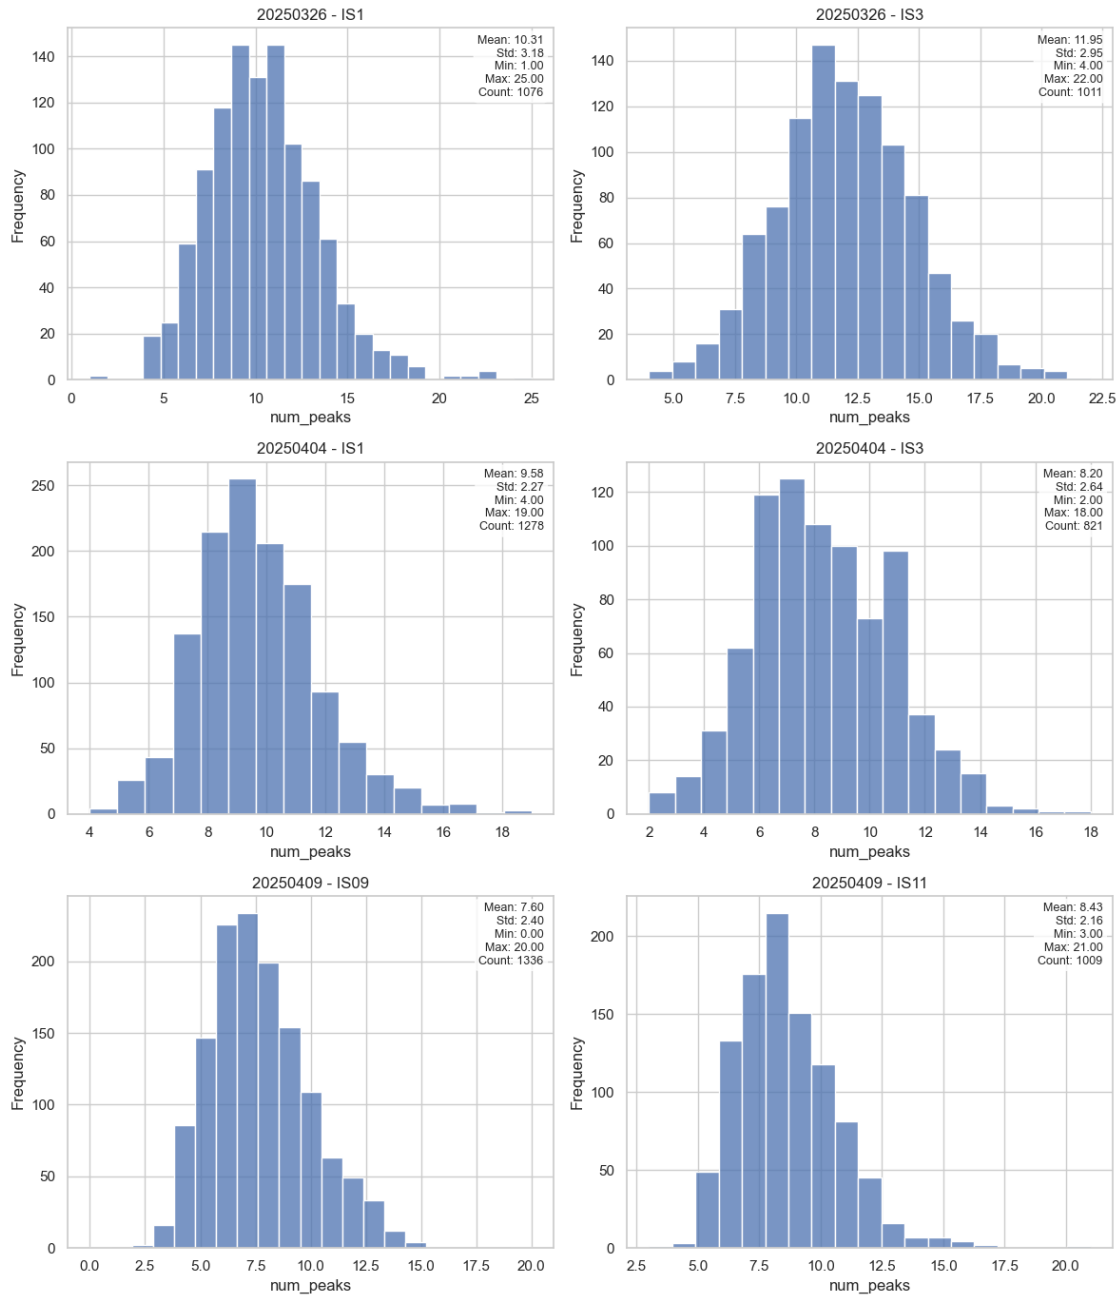 20250326 - IS1
Mean: 10.31
Std: 3.18
Min: 1.00
Max: 25.00
Count: 1076
140
120
100
80
60
40
20
0
Frequency
0 5 10 15 20 25
num_peaks
20250326 - IS3
Mean: 11.95
Std: 2.95
Min: 4.00
Max: 22.00
Count: 1011
140
120
100
80
60
40
20
0
Frequency
5.0 7.5 10.0 12.5 15.0 17.5 20.0 22.5
num_peaks
20250404 - IS1
Mean: 9.58
Std: 2.27
Min: 4.00
Max: 19.00
Count: 1278
250
200
150
100
50
0
Frequency
4 6 8 10 12 14 16 18
num_peaks
20250404 - IS3
Mean: 8.20
Std: 2.64
Min: 2.00
Max: 18.00
Count: 821
120
100
80
60
40
20
0
Frequency
2 4 6 8 10 12 14 16 18
num_peaks
20250409 - IS09
Mean: 7.60
Std: 2.40
Min: 0.00
Max: 20.00
Count: 1336
200
150
100
50
0
Frequency
0.0 2.5 5.0 7.5 10.0 12.5 15.0 17.5 20.0
num_peaks
20250409 - IS11
Mean: 8.43
Std: 2.16
Min: 3.00
Max: 21.00
Count: 1009
200
150
100
50
0
Frequency
2.5 5.0 7.5 10.0 12.5 15.0 17.5 20.0
num_peaks